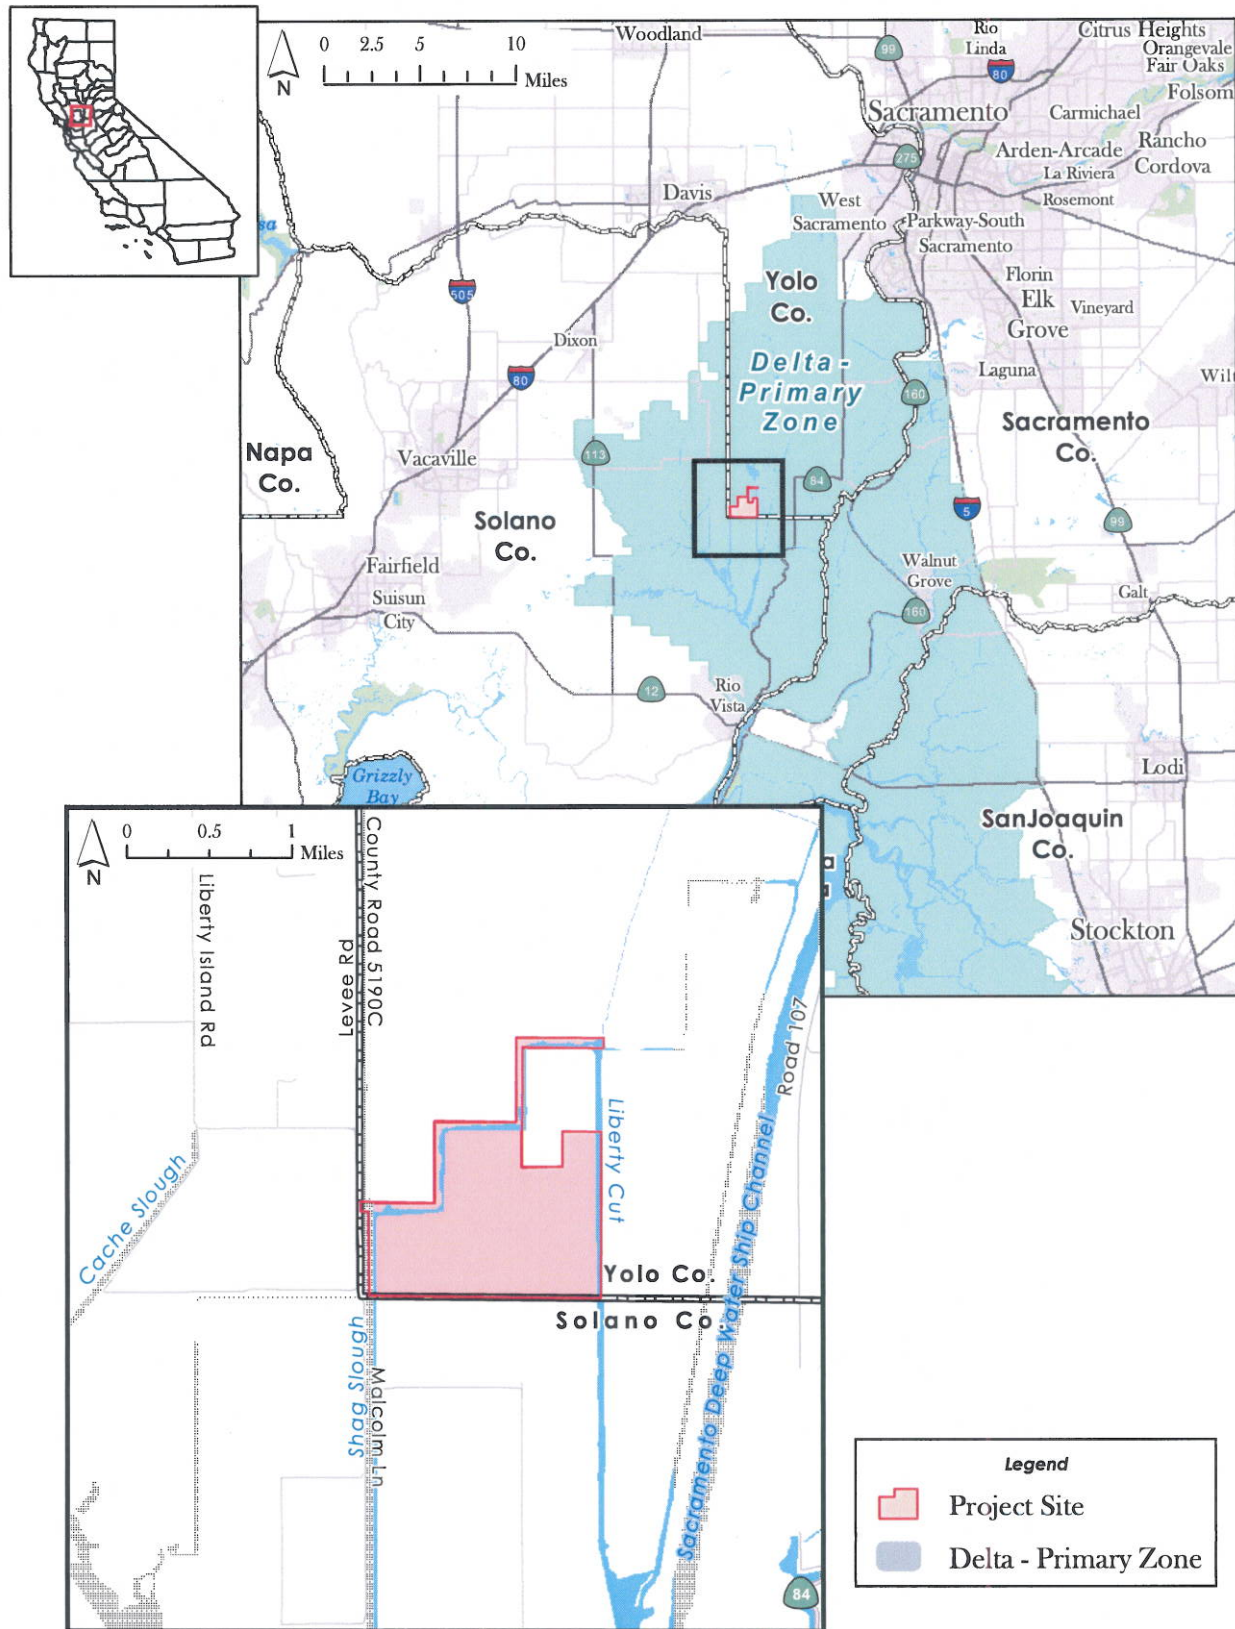 N
0 2.5 5 10
Miles
Woodland
99
Rio
Linda
80
Citrus Heights
Orangevale
Fair Oaks
Folsom
Sacramento
Carmichael
275
Arden-Arcade
Rancho
Cordova
La Riviera
Rosemont
Davis
West
Sacramento
Parkway-South
Sacramento
Florin
Elk
Grove
Vineyard
Yolo
Co.
505
Dixon
80
Delta -
Primary
Zone
Laguna
160
Wilt
Napa
Co.
Vacaville
113
Sacramento
Co.
84
5
99
Solano
Co.
Fairfield
Suisun
City
Walnut
Grove
160
Galt
12
Rio
Vista
Lodi
Grizzly
Bay
SanJoaquin
Co.
Stockton
N
0 0.5 1
Miles
Liberty Island Rd
Levee Rd
County Road 5190C
Road 107
Cache Slough
Liberty Cut
Sacramento Deep Water Ship Channel
Yolo Co.
Solano Co.
Shag Slough
Malcolm Ln
84
Legend
Project Site
Delta - Primary Zone